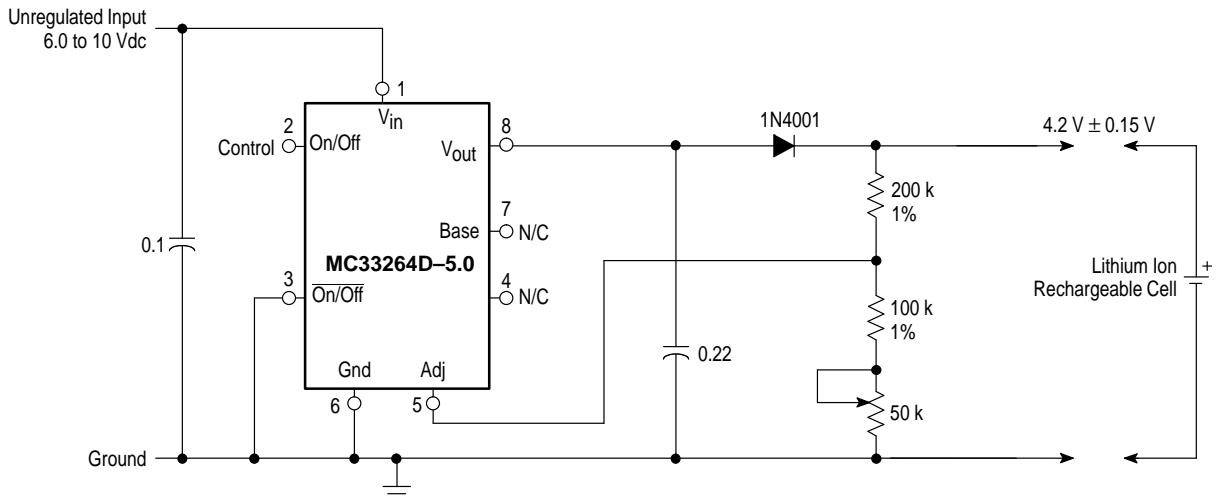 Unregulated Input
6.0 to 10 Vdc
1
Vin
2
Control
On/Off
8
Vout
1N4001
4.2 V ± 0.15 V
200 k
1%
7
Base
N/C
0.1
MC33264D–5.0
3
On/Off
4
N/C
100 k
1%
Lithium Ion
Rechargeable Cell
+
0.22
Gnd
Adj
6
5
50 k
Ground